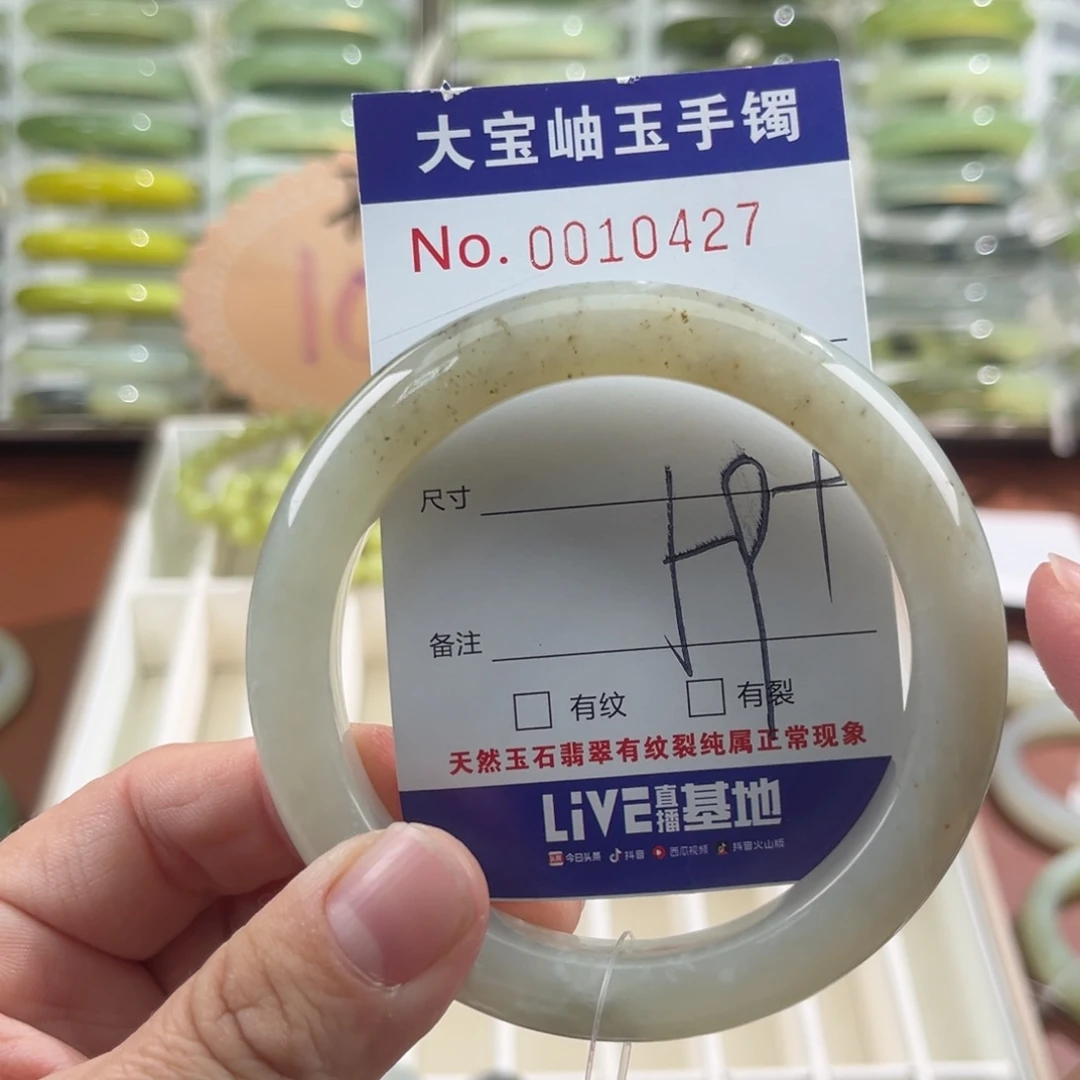 大宝岫玉手镯
No. 0010427
尺寸
备注
有纹 有裂
天然玉石翡翠有纹裂纯属正常现象
LiVE直播基地
今日头条 抖音 西瓜视频 抖音火山版